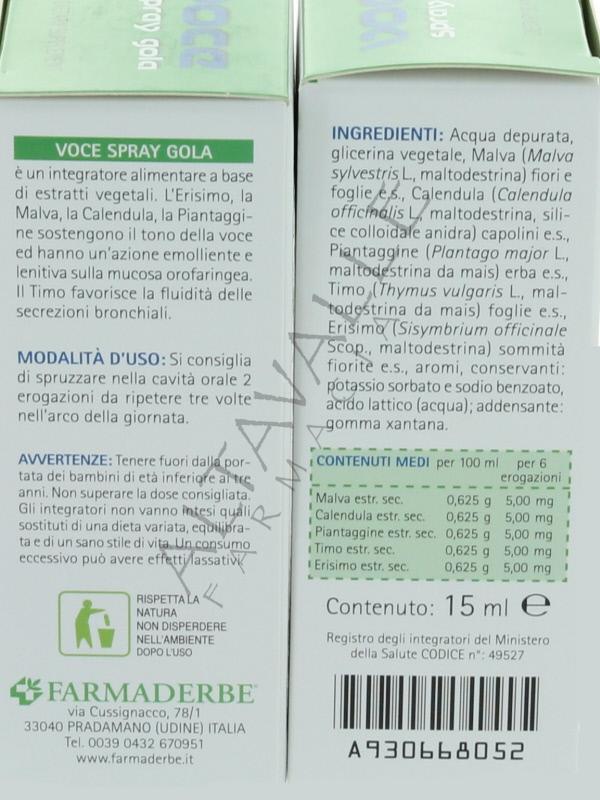 voce
spray gola
voce
spray
VOCE SPRAY GOLA
è un integratore alimentare a base
di estratti vegetali. L'Erisimo, la
Malva, la Calendula, la Piantaggi-
ne sostengono il tono della voce
ed hanno un'azione emolliente e
lenitiva sulla mucosa orofaringea.
Il Timo favorisce la fluidità delle
secrezioni bronchiali.
MODALITÀ D'USO: Si consiglia
di spruzzare nella cavità orale 2
erogazioni da ripetere tre volte
nell'arco della giornata.
AVVERTENZE: Tenere fuori dalla por-
tata dei bambini di età inferiore ai tre
anni. Non superare la dose consigliata.
Gli integratori non vanno intesi quali
sostituti di una dieta variata, equilibra-
ta e di un sano stile di vita. Un consumo
eccessivo può avere effetti lassativi.
RISPETTA LA
NATURA
NON DISPERDERE
NELL'AMBIENTE
DOPO L'USO
FARMADERBE®
via Cussignacco, 78/1
33040 PRADAMANO (UDINE) ITALIA
Tel. 0039 0432 670951
www.farmaderbe.it
INGREDIENTI: Acqua depurata,
glicerina vegetale, Malva (Malva
sylvestris L., maltodestrina) fiori e
foglie e.s., Calendula (Calendula
officinalis L., maltodestrina, sili-
ce colloidale anidra) capolini e.s.,
Piantaggine (Plantago major L.,
maltodestrina da mais) erba e.s.,
Timo (Thymus vulgaris L., mal-
todestrina da mais) foglie e.s.,
Erisimo (Sisymbrium officinale
Scop., maltodestrina) sommità
fiorite e.s., aromi, conservanti:
potassio sorbato e sodio benzoato,
acido lattico (acqua); addensante:
gomma xantana.
CONTENUTI MEDI per 100 ml per 6
erogazioni
Malva estr. sec. 0,625 g 5,00 mg
Calendula estr. sec. 0,625 g 5,00 mg
Piantaggine estr. sec. 0,625 g 5,00 mg
Timo estr. sec. 0,625 g 5,00 mg
Erisimo estr. sec. 0,625 g 5,00 mg
Contenuto: 15 ml ℮
Registro degli integratori del Ministero
della Salute CODICE n°: 49527
A930668052
ALTAVALLE
FARMACIA